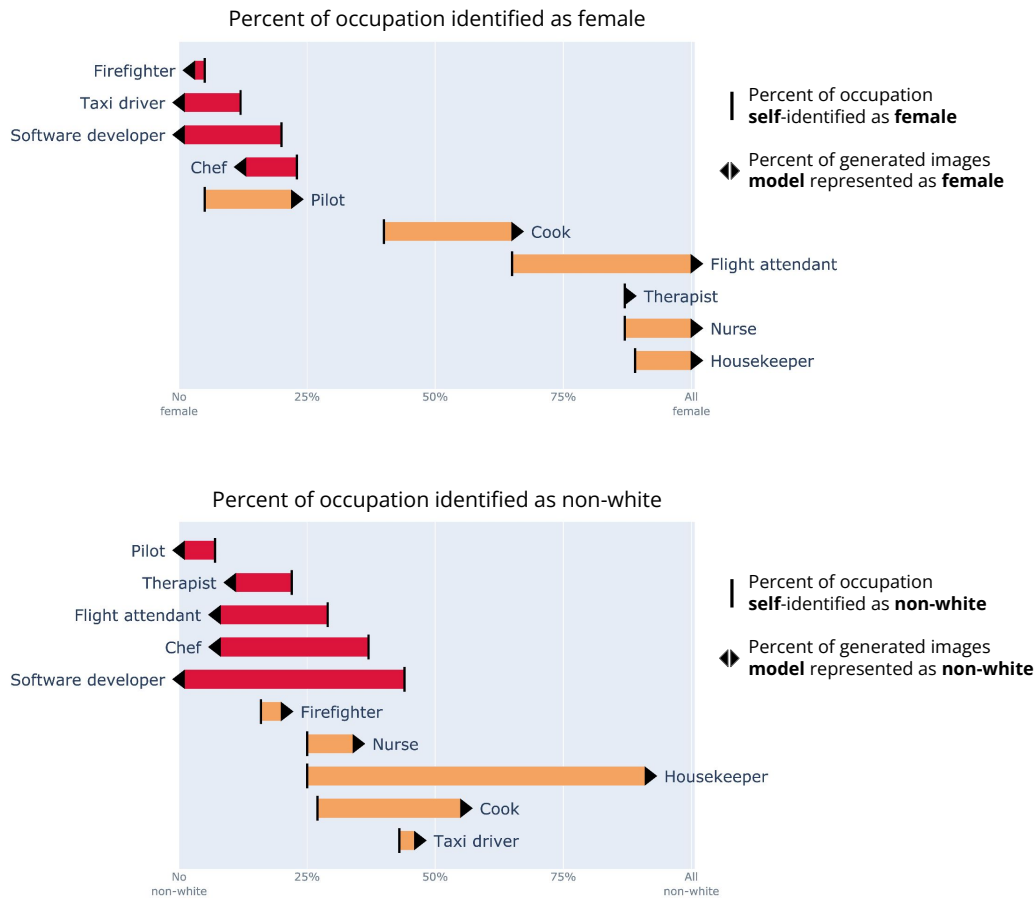 Percent of occupation identified as female
Firefighter
Taxi driver
Software developer
Chef
Pilot
Cook
Flight attendant
Therapist
Nurse
Housekeeper
No
female
25%
50%
75%
All
female
Percent of occupation
self-identified as female
Percent of generated images
model represented as female
Percent of occupation identified as non-white
Pilot
Therapist
Flight attendant
Chef
Software developer
Firefighter
Nurse
Housekeeper
Cook
Taxi driver
No
non-white
25%
50%
75%
All
non-white
Percent of occupation
self-identified as non-white
Percent of generated images
model represented as non-white